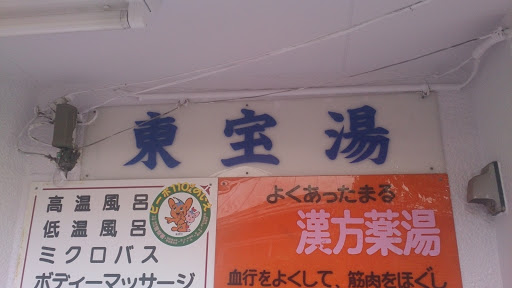 東宝湯
高温風呂
低温風呂
ミクロバス
ボディーマッサージ
よくあったまる
漢方薬湯
血行をよくして、筋肉をほぐし